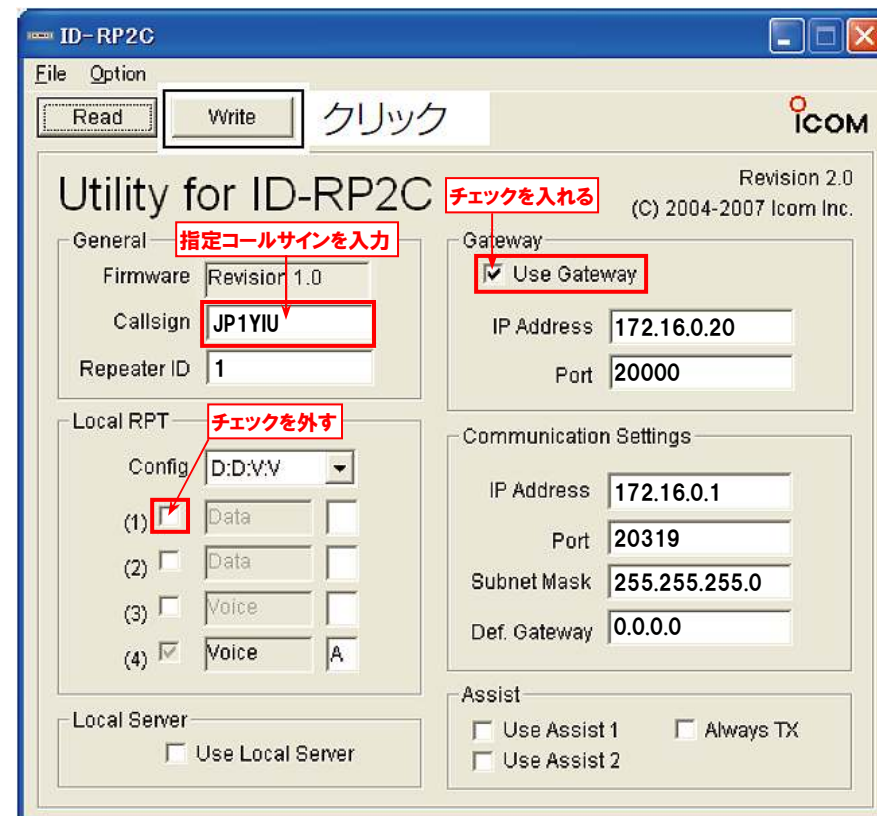 ID-RP2C
File Option
Read Write クリック
ICOM
Utility for ID-RP2C
チェックを入れる
Revision 2.0
(C) 2004-2007 Icom Inc.
General
指定コールサインを入力
Firmware Revision 1.0
Callsign JP1YIU
Repeater ID 1
Gateway
Use Gateway
IP Address 172.16.0.20
Port 20000
Local RPT
チェックを外す
Config D:D:V:V
(1) Data
(2) Data
(3) Voice
(4) Voice A
Communication Settings
IP Address 172.16.0.1
Port 20319
Subnet Mask 255.255.255.0
Def. Gateway 0.0.0.0
Local Server
Use Local Server
Assist
Use Assist 1 Always TX
Use Assist 2